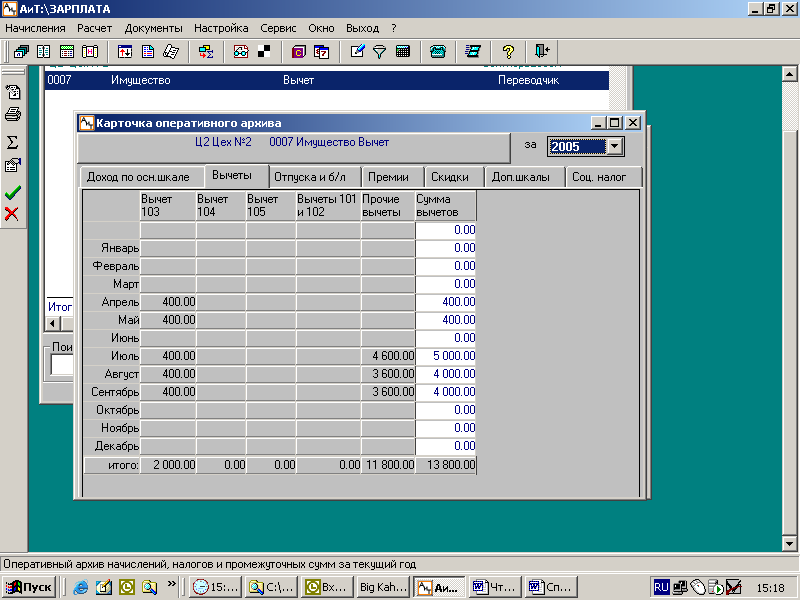 АиТ:\ЗАРПЛАТА
Начисления Расчет Документы Настройка Сервис Окно Выход ?
0007 Имущество Вычет Переводчик
Карточка оперативного архива
Ц2 Цех №2 0007 Имущество Вычет за 2005
Доход по осн.шкале Вычеты Отпуска и б/л Премии Скидки Доп.шкалы Соц. налог
Вычет 103 Вычет 104 Вычет 105 Вычеты 101 и 102 Прочие вычеты Сумма вычетов
0.00
Январь 0.00
Февраль 0.00
Март 0.00
Апрель 400.00 400.00
Май 400.00 400.00
Июнь 0.00
Июль 400.00 4 600.00 5 000.00
Август 400.00 3 600.00 4 000.00
Сентябрь 400.00 3 600.00 4 000.00
Октябрь 0.00
Ноябрь 0.00
Декабрь 0.00
итого: 2 000.00 0.00 0.00 0.00 11 800.00 13 800.00
Итог
Пои
Оперативный архив начислений, налогов и промежуточных сумм за текущий год
Пуск » 15:... C:\... Вх... Big Kah... Аи... Чт... Сп... RU 15:18